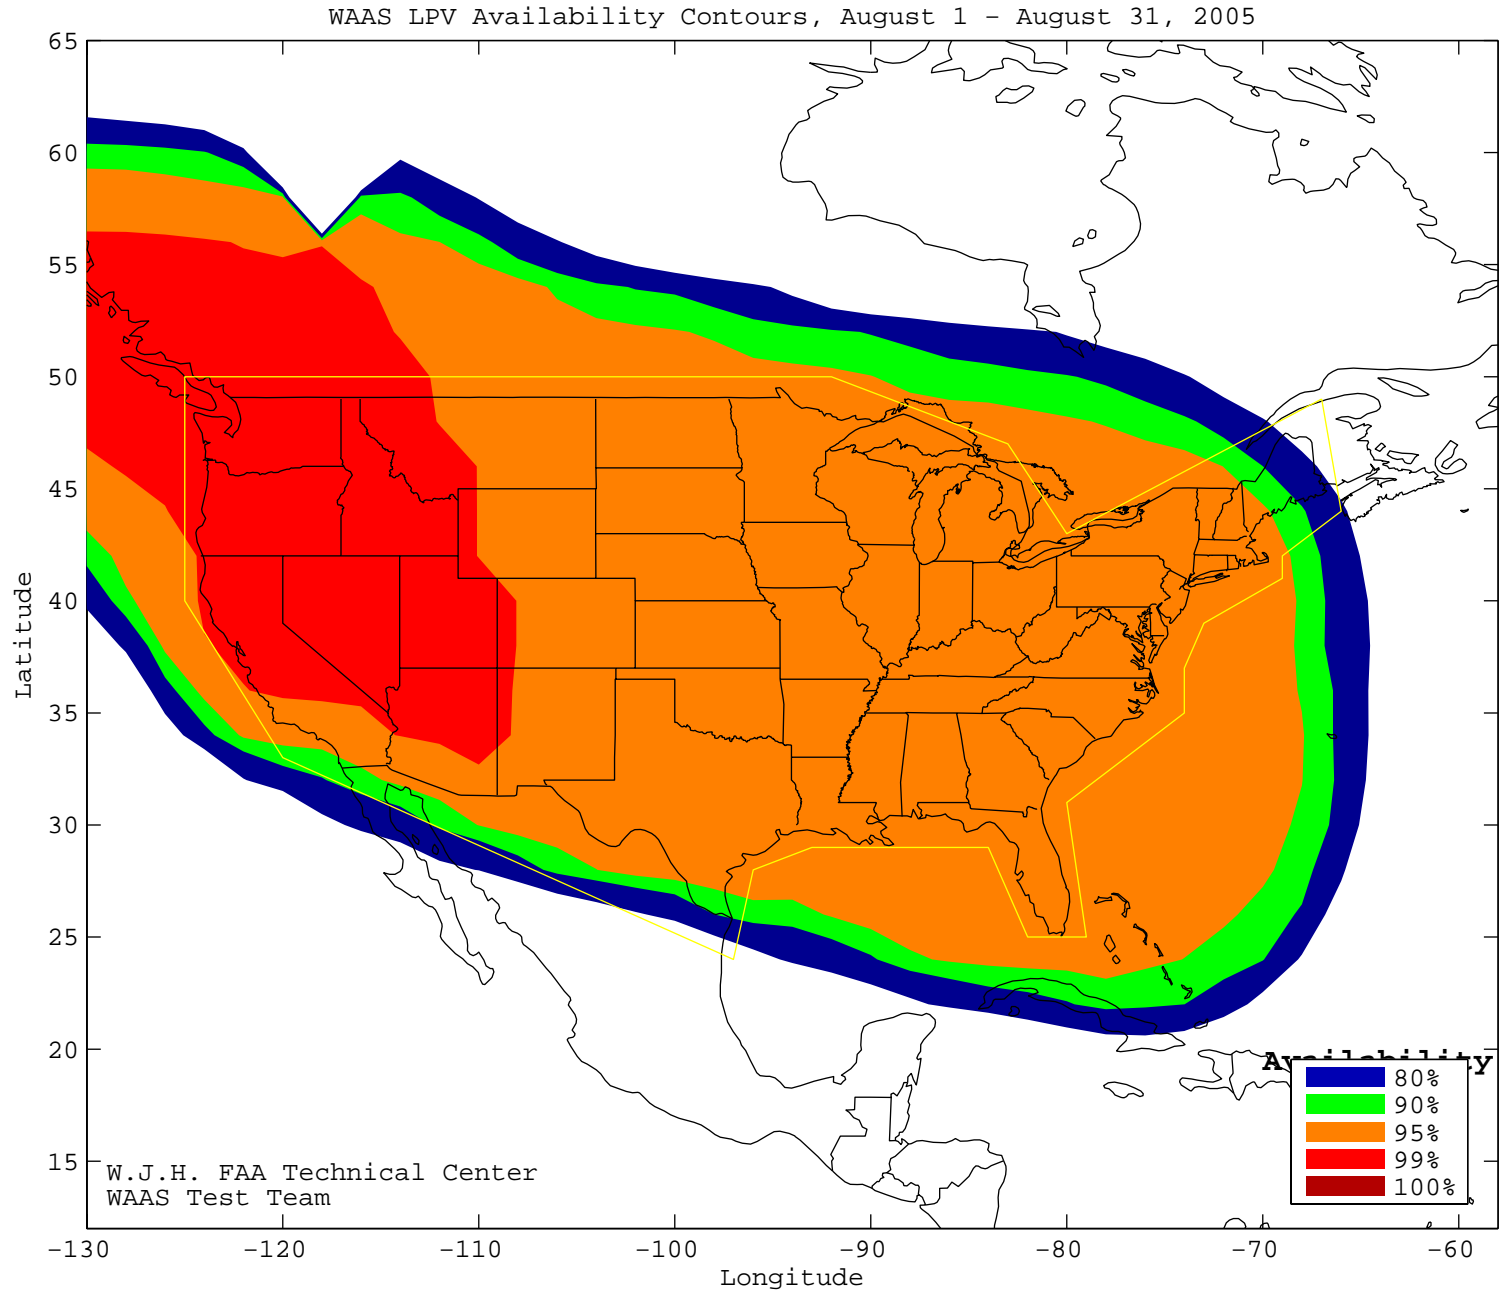 WAAS LPV Availability Contours, August 1 - August 31, 2005
65
60
55
50
45
40
35
30
25
20
15
Latitude
Availability
80%
90%
95%
99%
100%
W.J.H. FAA Technical Center
WAAS Test Team
-130 -120 -110 -100 -90 -80 -70 -60
Longitude